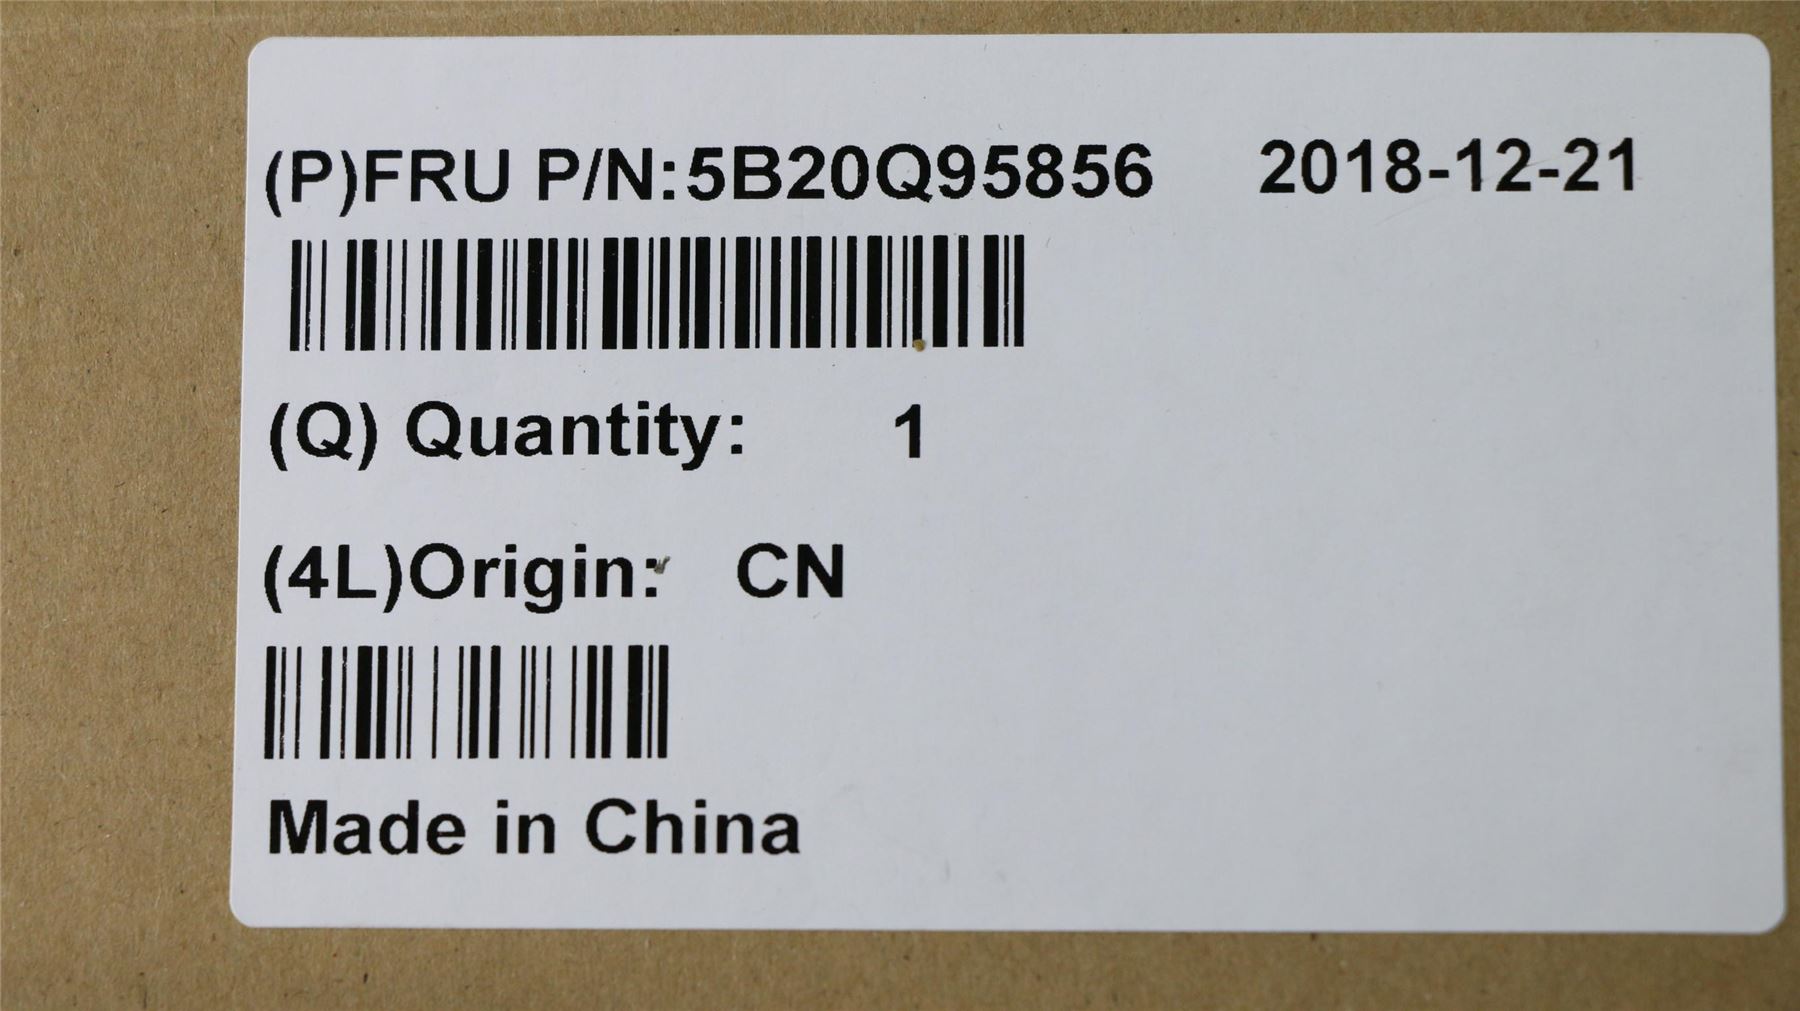 (P)FRU P/N:5B20Q95856 2018-12-21
(Q) Quantity: 1
(4L)Origin: CN
Made in China